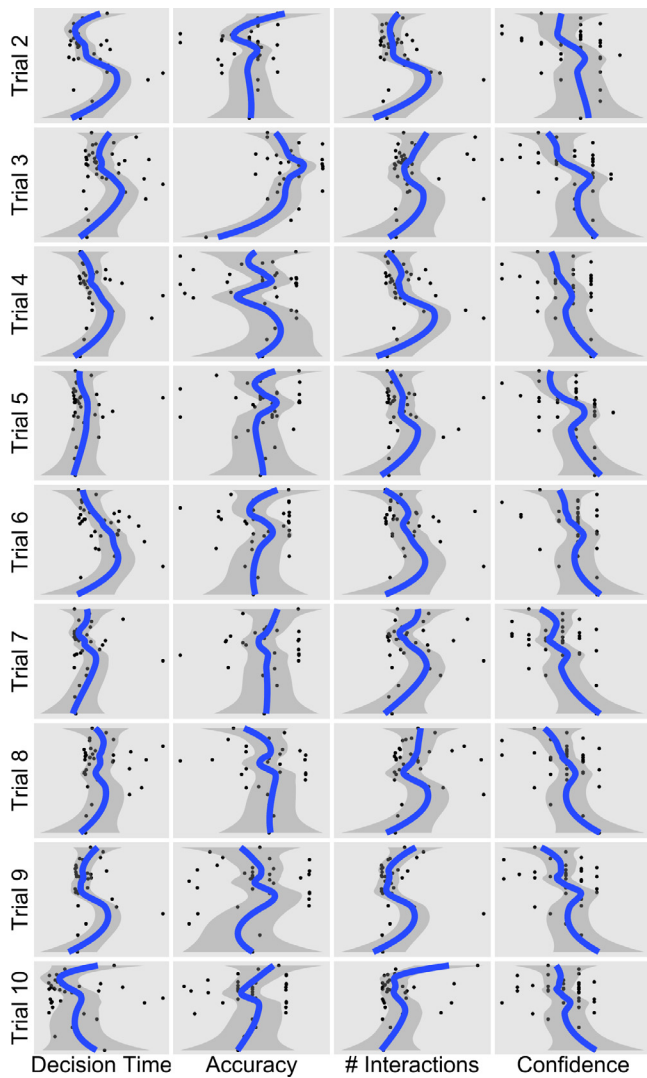 Trial 2
Trial 3
Trial 4
Trial 5
Trial 6
Trial 7
Trial 8
Trial 9
Trial 10
Decision Time Accuracy # Interactions Confidence